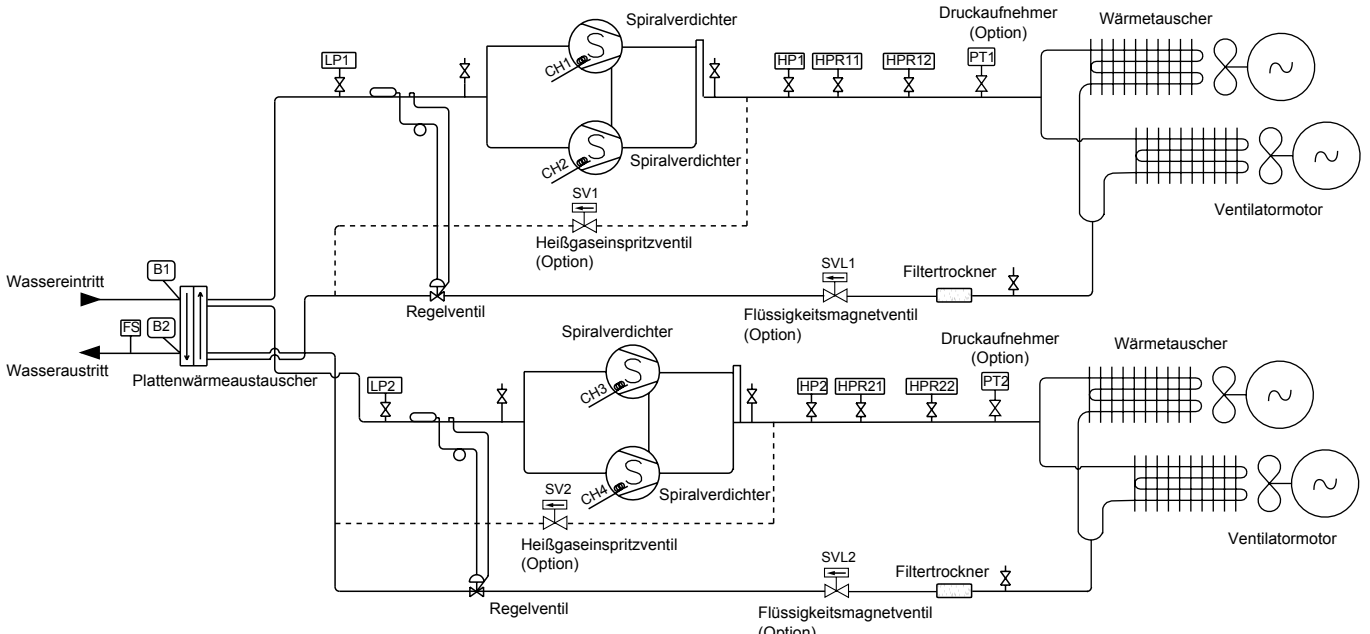 Spiralverdichter
Druckaufnehmer
(Option)
Wärmetauscher
LP1
CH1
HP1
HPR11
HPR12
PT1
CH2
Spiralverdichter
SV1
Heißgaseinspritzventil
(Option)
Ventilatormotor
Wassereintritt
B1
SVL1
Filtertrockner
Regelventil
Flüssigkeitsmagnetventil
(Option)
FS
B2
Wasseraustritt
Plattenwärmeaustauscher
Spiralverdichter
Druckaufnehmer
(Option)
Wärmetauscher
LP2
CH3
HP2
HPR21
HPR22
PT2
CH4
Spiralverdichter
SV2
Heißgaseinspritzventil
(Option)
Ventilatormotor
SVL2
Filtertrockner
Regelventil
Flüssigkeitsmagnetventil
(Option)